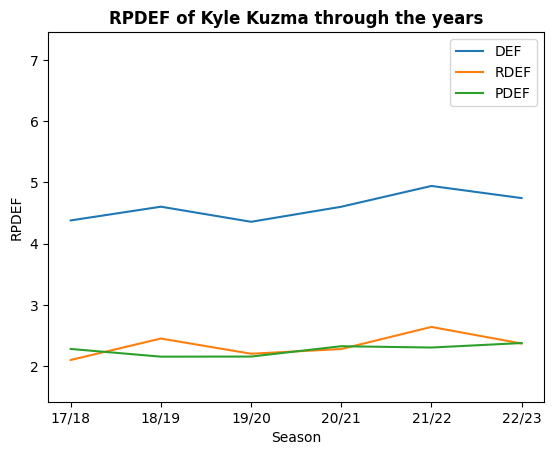 RPDEF of Kyle Kuzma through the years
DEF
RDEF
PDEF
7
6
5
4
3
2
RPDEF
17/18 18/19 19/20 20/21 21/22 22/23
Season